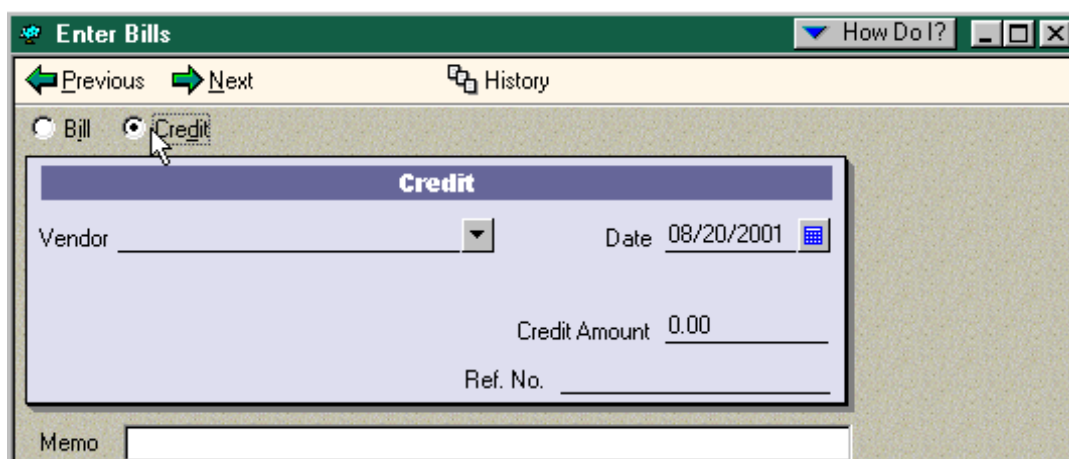 Enter Bills How Do I?
Previous Next History
Bill Credit
Credit
Vendor Date 08/20/2001
Credit Amount 0.00
Ref. No.
Memo